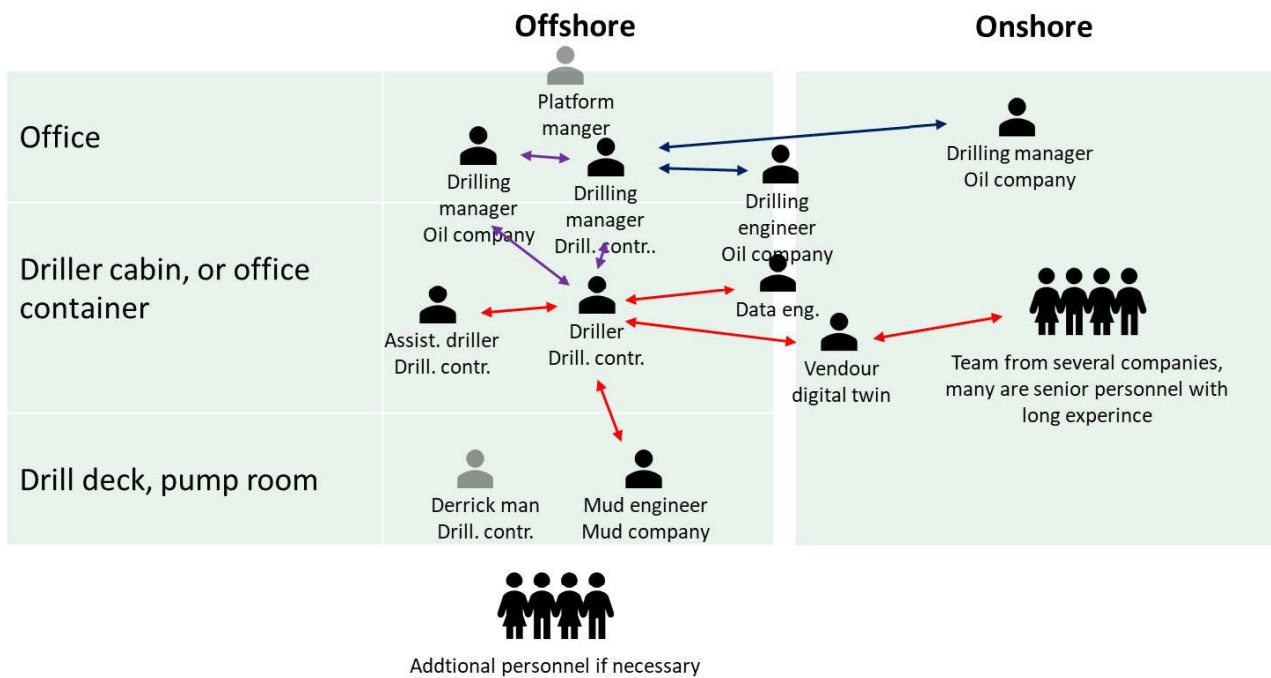 Offshore
Onshore
Office
Platform
manger
Drilling
manager
Oil company
Drilling
manager
Drill. contr..
Drilling
engineer
Oil company
Drilling manager
Oil company
Driller cabin, or office
container
Assist. driller
Drill. contr.
Driller
Drill. contr.
Data eng.
Vendour
digital twin
Team from several companies,
many are senior personnel with
long experince
Drill deck, pump room
Derrick man
Drill. contr.
Mud engineer
Mud company
Addtional personnel if necessary